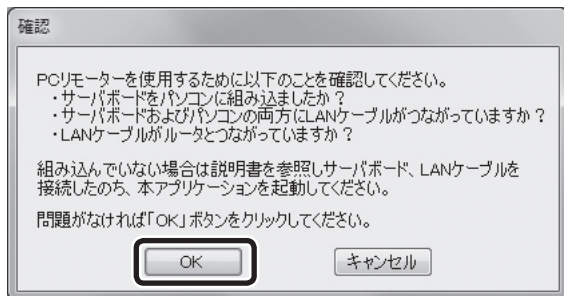 確認
PCリモーターを使用するために以下のことを確認してください。
・サーバボードをパソコンに組み込ましたか？
・サーバボードおよびパソコンの両方にLANケーブルがつながっていますか？
・LANケーブルがルータとつながっていますか？
組み込んでいない場合は説明書を参照しサーバボード、LANケーブルを
接続したのち、本アプリケーションを起動してください。
問題がなければ「OK」ボタンをクリックしてください。
OK
キャンセル